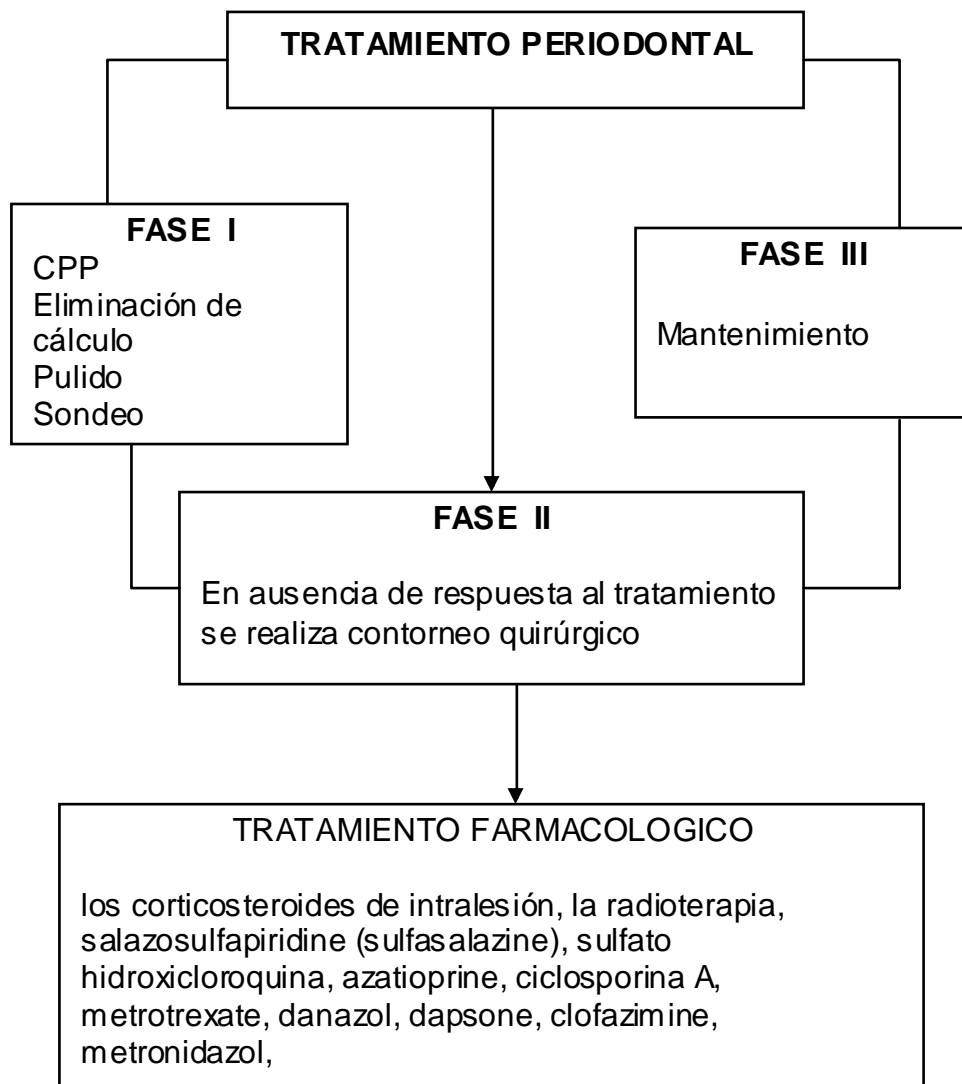 TRATAMIENTO PERIODONTAL
FASE I
CPP
Eliminación de
cálculo
Pulido
Sondeo
FASE III
Mantenimiento
FASE II
En ausencia de respuesta al tratamiento
se realiza contorneo quirúrgico
TRATAMIENTO FARMACOLOGICO
los corticosteroides de intralesión, la radioterapia,
salazosulfapiridine (sulfasalazine), sulfato
hidroxicloroquina, azatioprine, ciclosporina A,
metrotrexate, danazol, dapsone, clofazimine,
metronidazol,